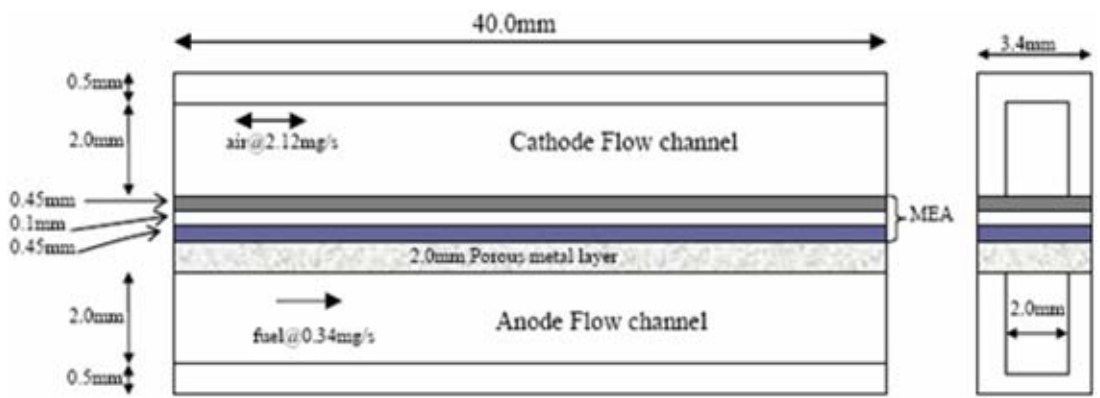 40.0mm
3.4mm
0.5mm
2.0mm
air@2.12mg/s
Cathode Flow channel
0.45mm
0.1mm
0.45mm
MEA
2.0mm Porous metal layer
2.0mm
fuel@0.34mg/s
Anode Flow channel
2.0mm
0.5mm